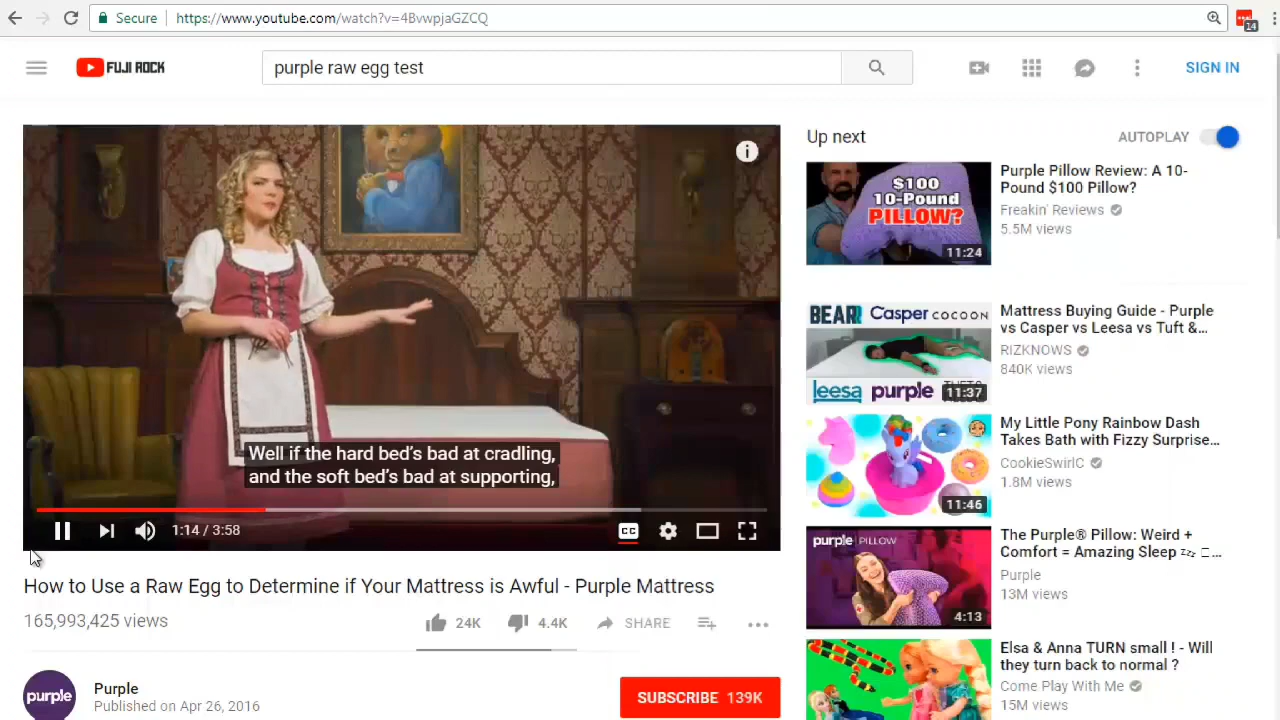 Secure
https://www.youtube.com/watch?v=4BvwpjaGZCQ
14
FUJI ROCK
purple raw egg test
SIGN IN
Well if the hard bed's bad at cradling,
and the soft bed's bad at supporting,
1:14 / 3:58
CC
How to Use a Raw Egg to Determine if Your Mattress is Awful - Purple Mattress
165,993,425 views
24K
4.4K
SHARE
purple
Purple
Published on Apr 26, 2016
SUBSCRIBE 139K
Up next
AUTOPLAY
$100
10-Pound
PILLOW?
11:24
Purple Pillow Review: A 10-
Pound $100 Pillow?
Freakin' Reviews
5.5M views
BEAR Casper COCOON
leesa purple
11:37
Mattress Buying Guide - Purple
vs Casper vs Leesa vs Tuft &...
RIZKNOWS
840K views
11:46
My Little Pony Rainbow Dash
Takes Bath with Fizzy Surprise...
CookieSwirlC
1.8M views
purple PILLOW
4:13
The Purple® Pillow: Weird +
Comfort = Amazing Sleep 💤 ...
Purple
13M views
Elsa & Anna TURN small ! - Will
they turn back to normal ?
Come Play With Me
15M views